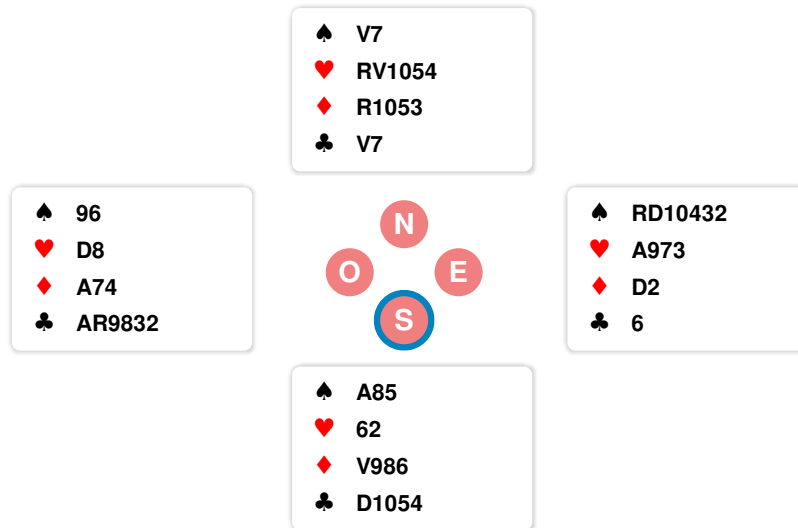 ♠ V7
♥ RV1054
♦ R1053
♣ V7
♠ 96
♥ D8
♦ A74
♣ AR9832
N
O E
S
♠ RD10432
♥ A973
♦ D2
♣ 6
♠ A85
♥ 62
♦ V986
♣ D1054